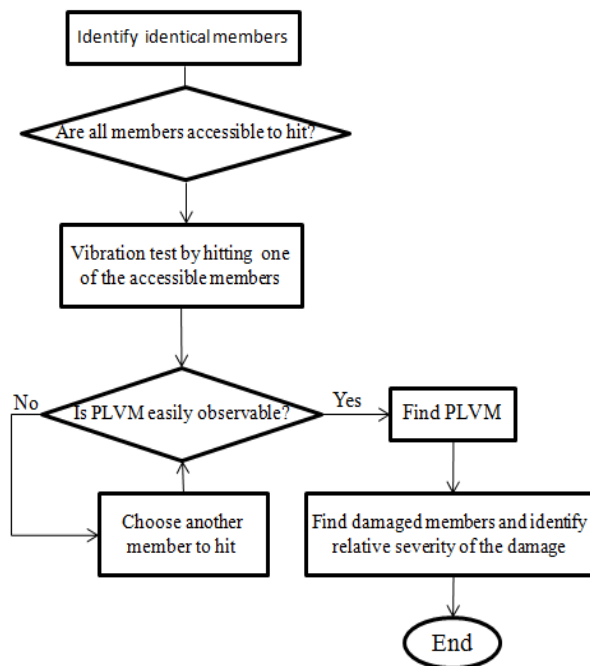 Identify identical members
Are all members accessible to hit?
Vibration test by hitting one
of the accessible members
No
Is PLVM easily observable?
Yes
Find PLVM
Choose another
member to hit
Find damaged members and identify
relative severity of the damage
End